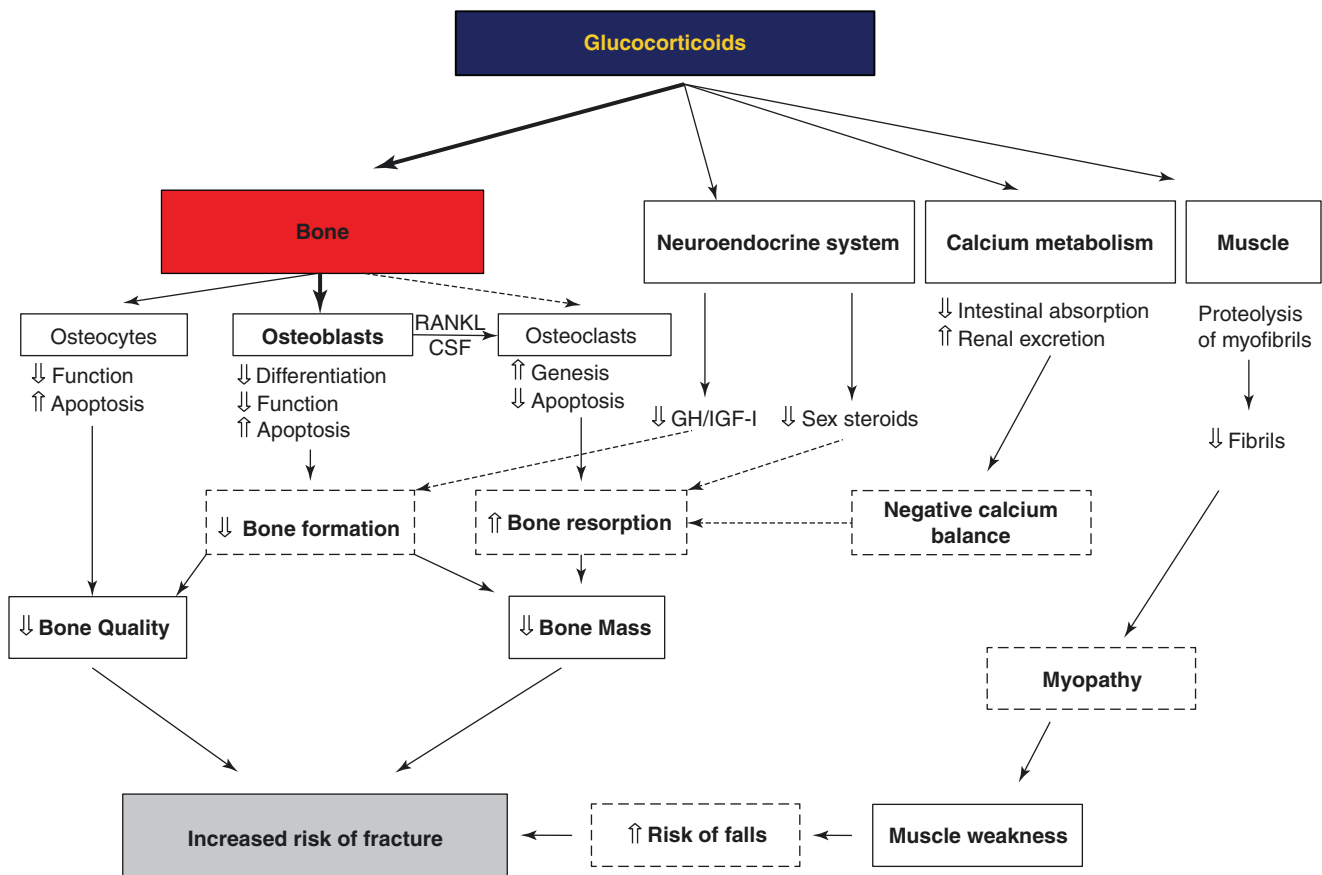 Glucocorticoids
Bone
Neuroendocrine system
Calcium metabolism
Muscle
Osteocytes
⇓ Function
⇑ Apoptosis
Osteoblasts
⇓ Differentiation
⇓ Function
⇑ Apoptosis
RANKL
CSF
Osteoclasts
⇑ Genesis
⇓ Apoptosis
⇓ GH/IGF-I
⇓ Sex steroids
⇓ Intestinal absorption
⇑ Renal excretion
Proteolysis
of myofibrils
⇓ Fibrils
⇓ Bone formation
⇑ Bone resorption
Negative calcium
balance
⇓ Bone Quality
⇓ Bone Mass
Myopathy
Increased risk of fracture
⇑ Risk of falls
Muscle weakness